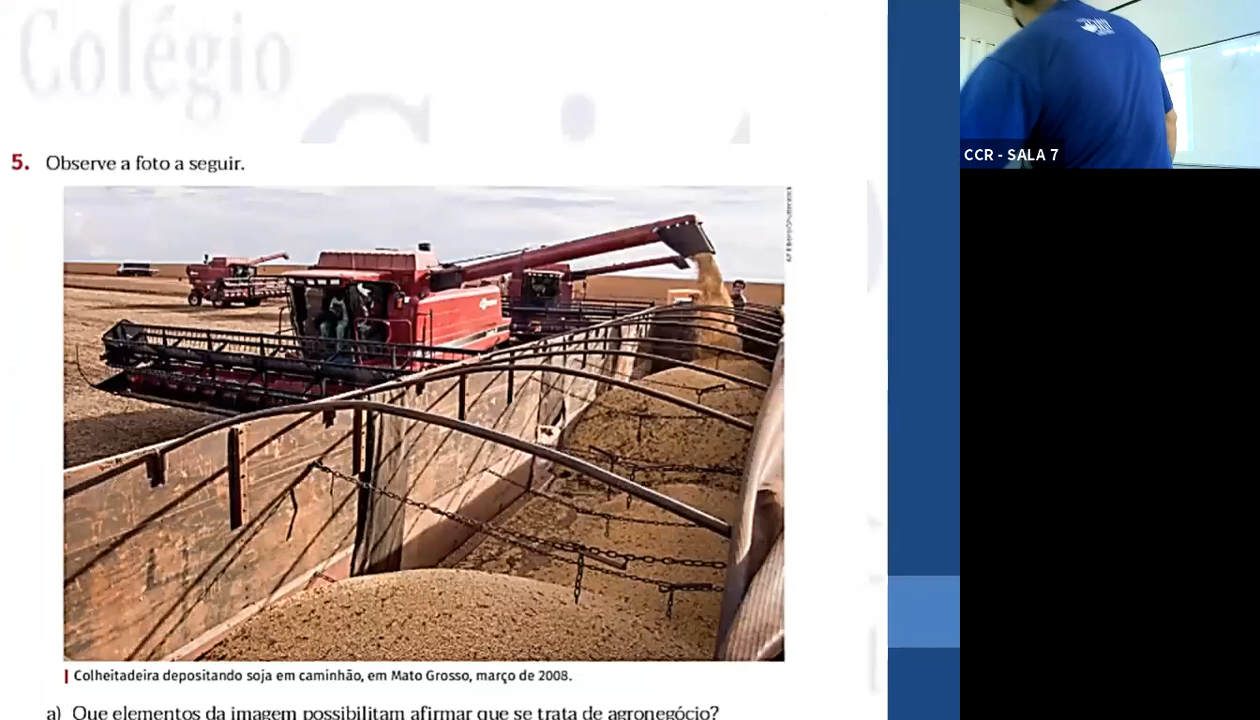 Colégio
5. Observe a foto a seguir.
Colheitadeira depositando soja em caminhão, em Mato Grosso, março de 2008.
a) Que elementos da imagem possibilitam afirmar que se trata de agronegócio?
CCR - SALA 7